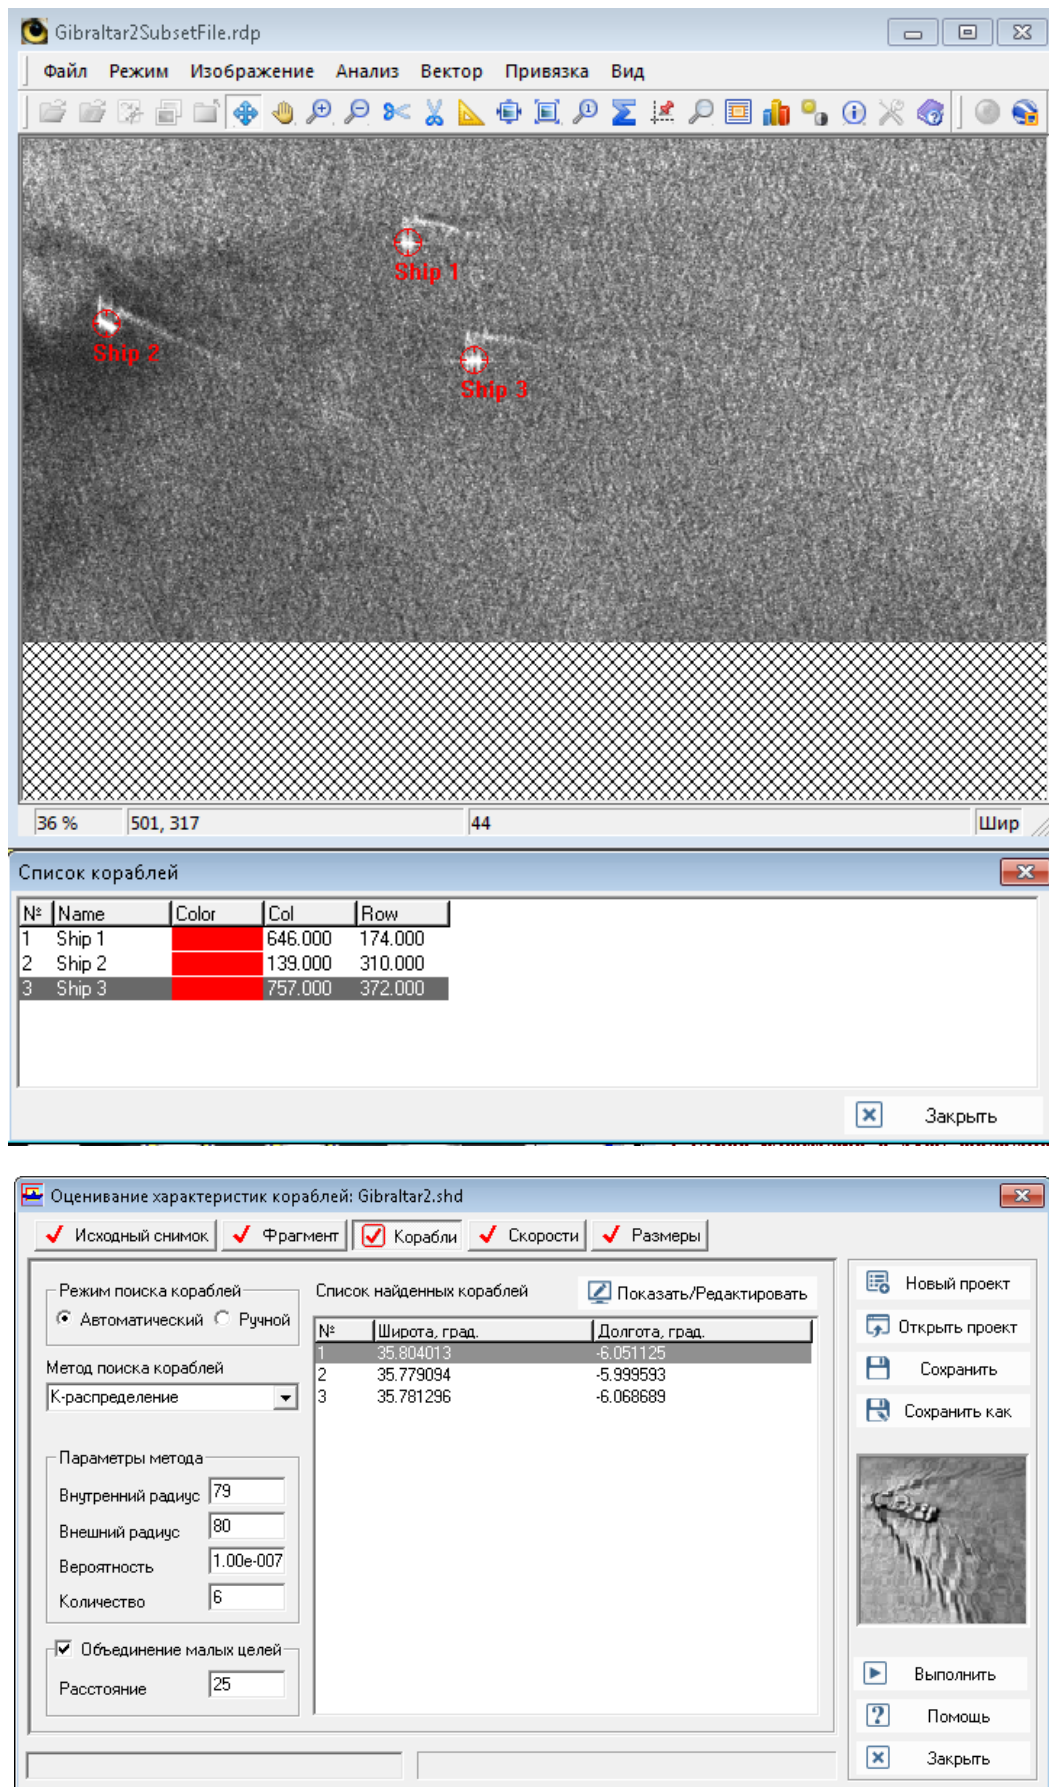 Gibraltar2SubsetFile.rdp
Файл Режим Изображение Анализ Вектор Привязка Вид
Ship 1
Ship 2
Ship 3
36 % 501, 317 44 Шир
Список кораблей
№ Name Color Col Row
1 Ship 1 646.000 174.000
2 Ship 2 139.000 310.000
3 Ship 3 757.000 372.000
Закрыть
Оценивание характеристик кораблей: Gibraltar2.shd
Исходный снимок Фрагмент Корабли Скорости Размеры
Режим поиска кораблей
Автоматический Ручной
Метод поиска кораблей
К-распределение
Параметры метода
Внутренний радиус 79
Внешний радиус 80
Вероятность 1.00e-007
Количество 6
Объединение малых целей
Расстояние 25
Список найденных кораблей Показать/Редактировать
№ Широта, град. Долгота, град.
1 35.804013 -6.051125
2 35.779094 -5.999593
3 35.781296 -6.068689
Новый проект
Открыть проект
Сохранить
Сохранить как
Выполнить
Помощь
Закрыть